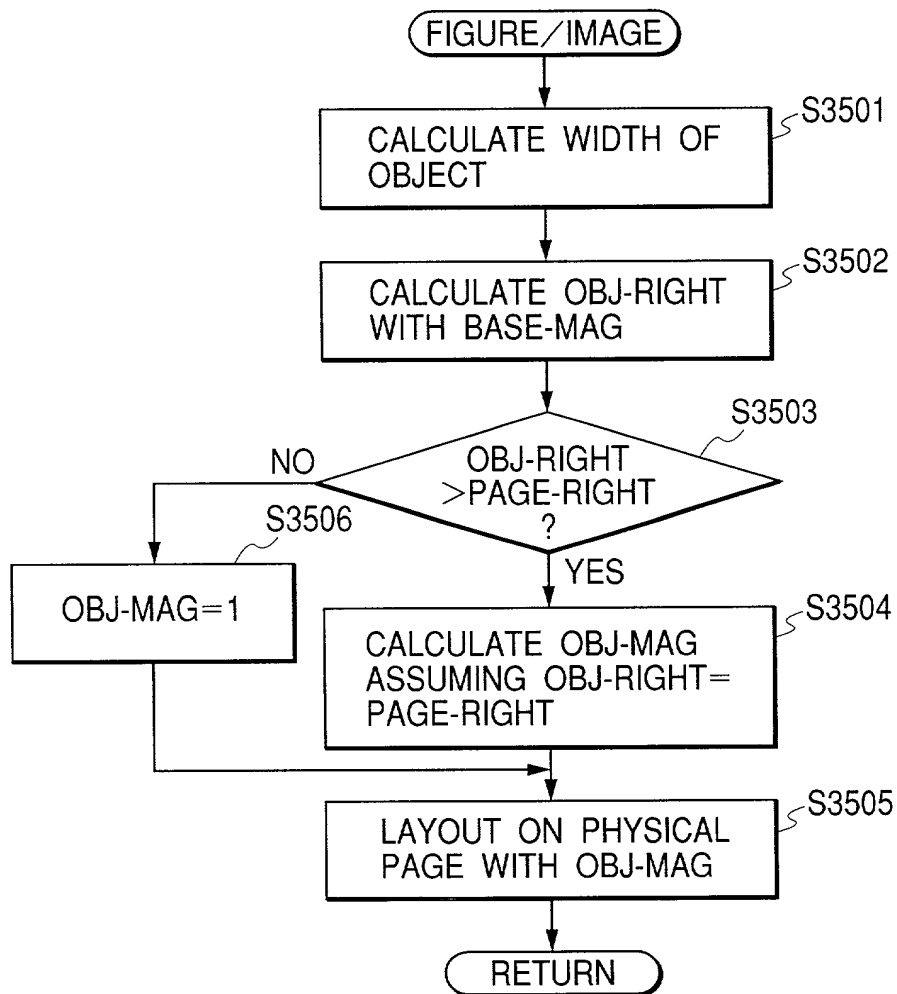 FIGURE/IMAGE
S3501
CALCULATE WIDTH OF
OBJECT
S3502
CALCULATE OBJ-RIGHT
WITH BASE-MAG
S3503
OBJ-RIGHT
>PAGE-RIGHT
?
NO
YES
S3506
OBJ-MAG=1
S3504
CALCULATE OBJ-MAG
ASSUMING OBJ-RIGHT=
PAGE-RIGHT
S3505
LAYOUT ON PHYSICAL
PAGE WITH OBJ-MAG
RETURN